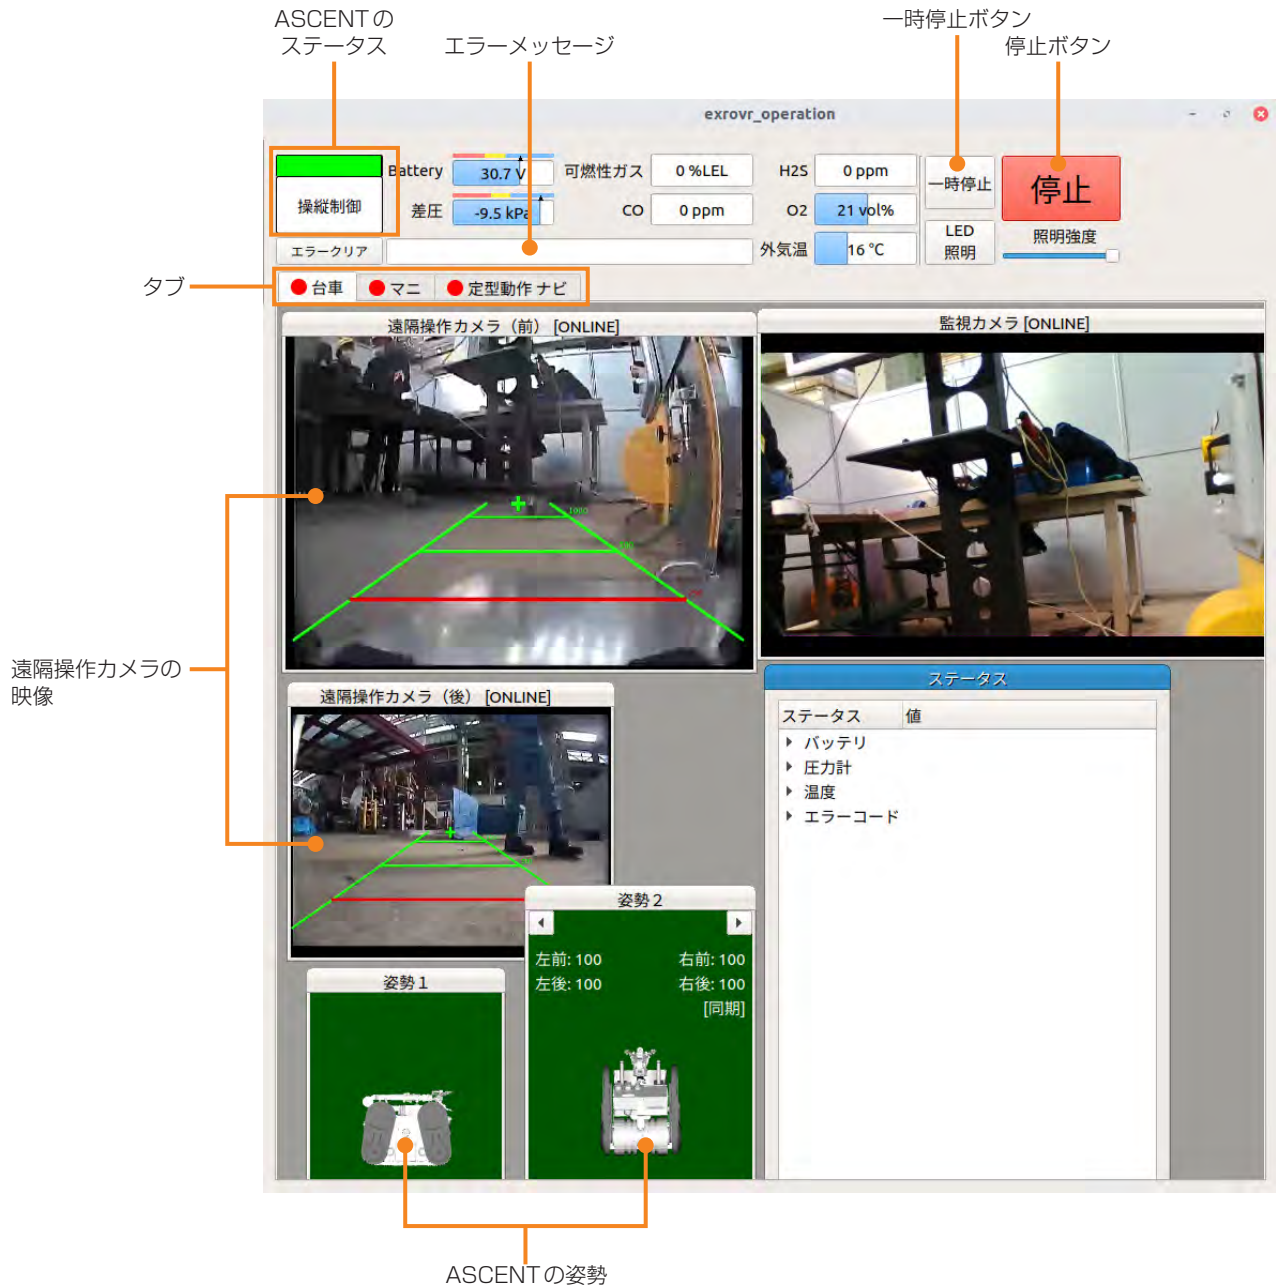 ASCENTの
ステータス
エラーメッセージ
一時停止ボタン
停止ボタン
exrovr_operation
操縦制御
Battery
30.7 V
可燃性ガス
0 %LEL
H2S
0 ppm
一時停止
停止
差圧
-9.5 kPa
CO
0 ppm
O2
21 vol%
エラークリア
外気温
16 °C
LED
照明
照明強度
タブ
台車
マニ
定型動作 ナビ
遠隔操作カメラ（前） [ONLINE]
監視カメラ [ONLINE]
1000
遠隔操作カメラの
映像
遠隔操作カメラ（後） [ONLINE]
ステータス
ステータス 値
バッテリ
圧力計
温度
エラーコード
姿勢２
左前: 100 右前: 100
左後: 100 右後: 100
[同期]
姿勢１
ASCENTの姿勢